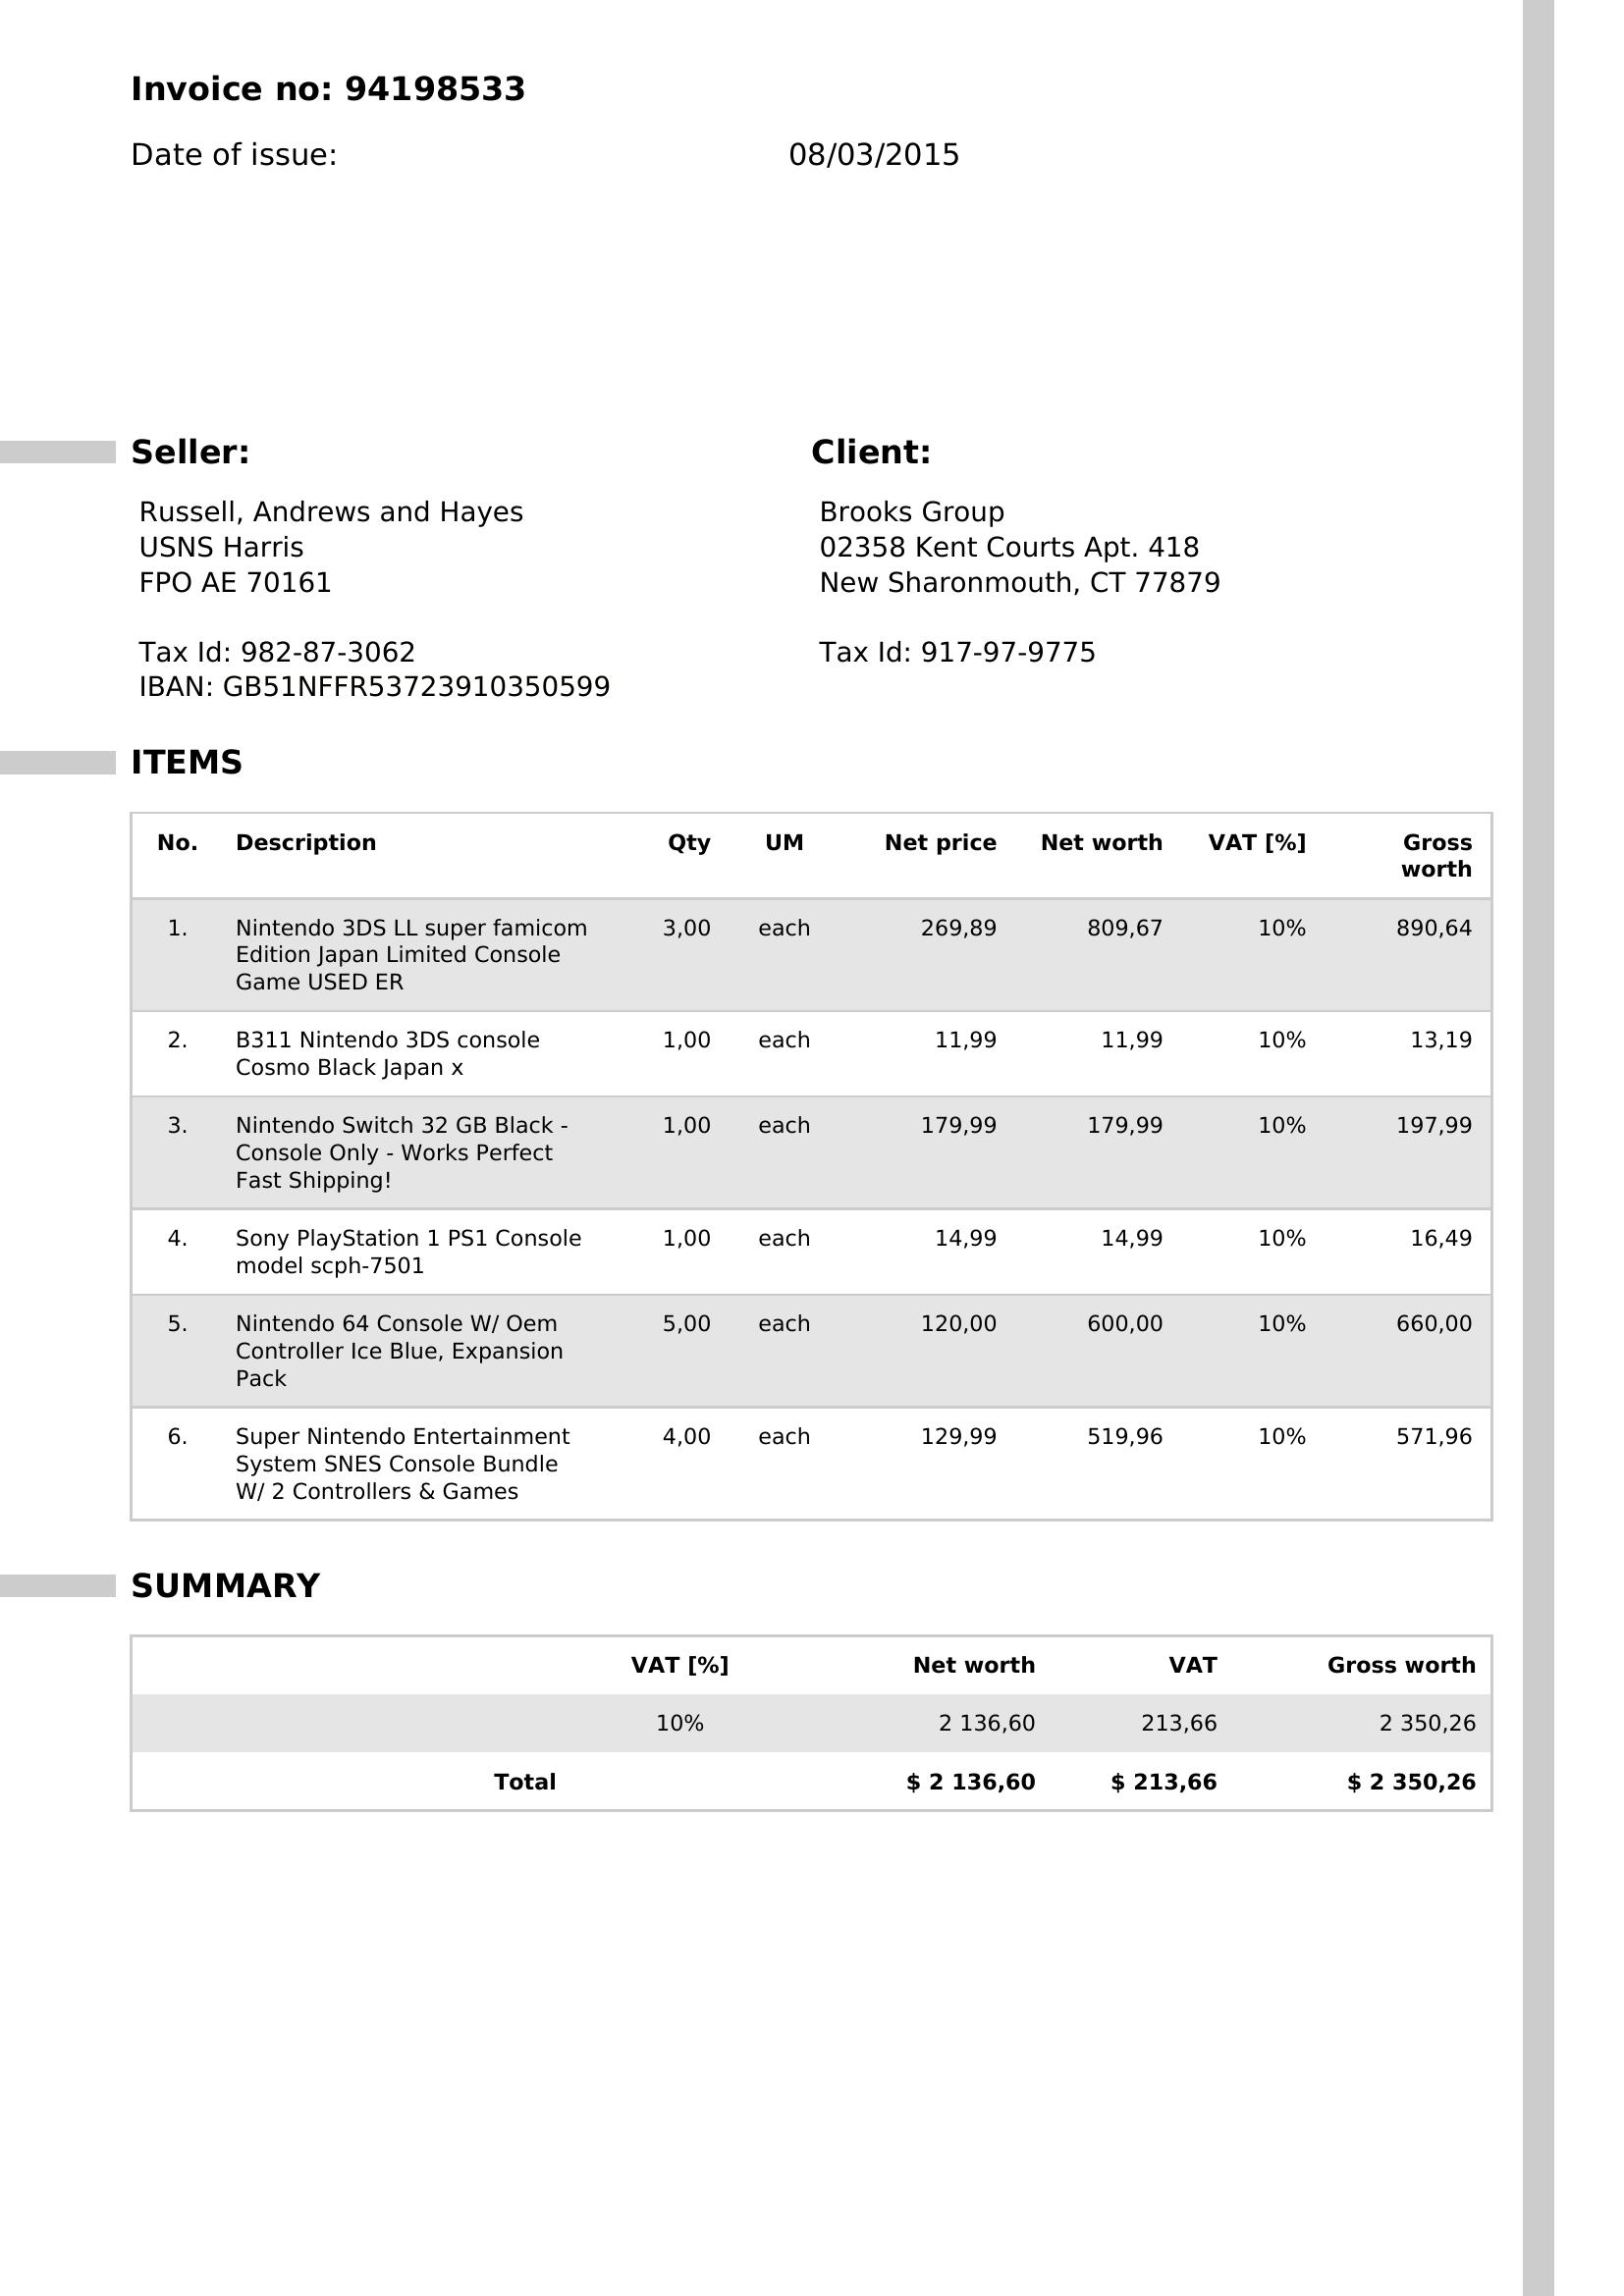 Invoice no: 94198533
Date of issue: 08/03/2015
Seller: Client:
Russell, Andrews and Hayes Brooks Group
USNS Harris 02358 Kent Courts Apt. 418
FPO AE 70161 New Sharonmouth, CT 77879
Tax Id: 982-87-3062 Tax Id: 917-97-9775
IBAN: GB51NFFR53723910350599
ITEMS
No. Description Qty UM Net price Net worth VAT [%] Gross
worth
1. Nintendo 3DS LL super famicom 3,00 each 269,89 809,67 10% 890,64
Edition Japan Limited Console
Game USED ER
2. B311 Nintendo 3DS console 1,00 each 11,99 11,99 10% 13,19
Cosmo Black Japan x
3. Nintendo Switch 32 GB Black - 1,00 each 179,99 179,99 10% 197,99
Console Only - Works Perfect
Fast Shipping!
4. Sony PlayStation 1 PS1 Console 1,00 each 14,99 14,99 10% 16,49
model scph-7501
5. Nintendo 64 Console W/ Oem 5,00 each 120,00 600,00 10% 660,00
Controller Ice Blue, Expansion
Pack
6. Super Nintendo Entertainment 4,00 each 129,99 519,96 10% 571,96
System SNES Console Bundle
W/ 2 Controllers & Games
SUMMARY
VAT [%] Net worth VAT Gross worth
10% 2 136,60 213,66 2 350,26
Total $ 2 136,60 $ 213,66 $ 2 350,26